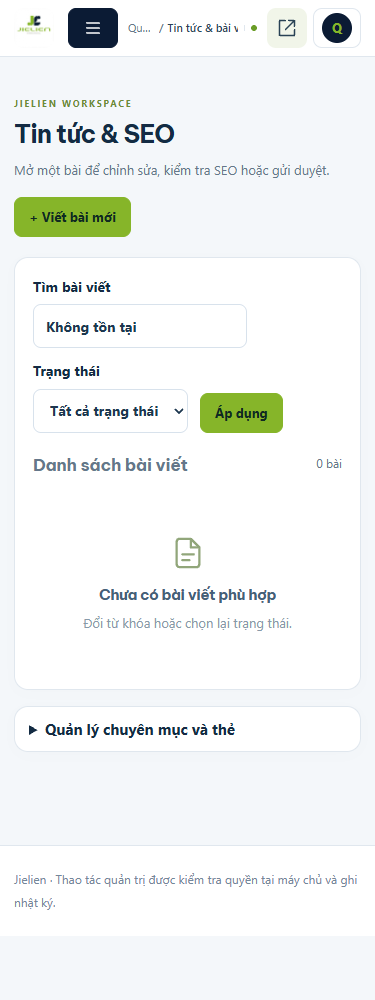 JIELIEN
Qu... / Tin tức & bài v
Q
JIELIEN WORKSPACE
Tin tức & SEO
Mở một bài để chỉnh sửa, kiểm tra SEO hoặc gửi duyệt.
+ Viết bài mới
Tìm bài viết
Không tồn tại
Trạng thái
Tất cả trạng thái
Áp dụng
Danh sách bài viết
0 bài
Chưa có bài viết phù hợp
Đổi từ khóa hoặc chọn lại trạng thái.
Quản lý chuyên mục và thẻ
Jielien · Thao tác quản trị được kiểm tra quyền tại máy chủ và ghi
nhật ký.